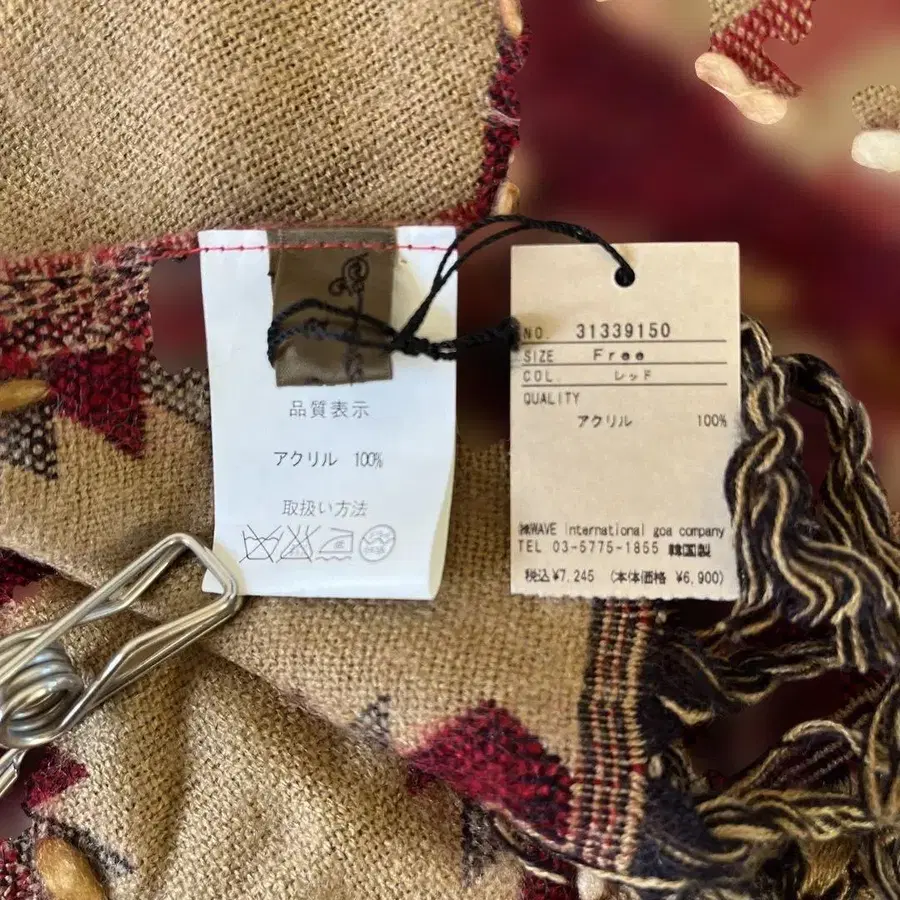 品質表示
アクリル 100%
取扱い方法
NO. 31339150
SIZE Free
COL. レッド
QUALITY
アクリル 100%
㈱WAVE international goa company
TEL 03-5775-1855 韓国製
税込¥7,245 (本体価格 ¥6,900)